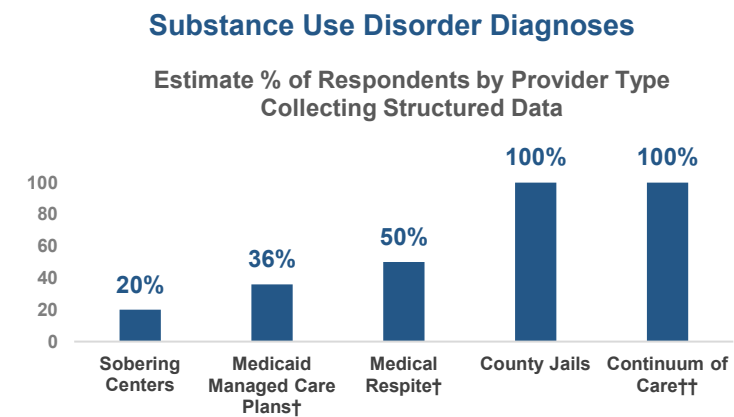 Substance Use Disorder Diagnoses
Estimate % of Respondents by Provider Type
Collecting Structured Data
100%
100%
50%
36%
20%
100
80
60
40
20
0
Sobering
Centers
Medicaid
Managed Care
Plans†
Medical
Respite†
County Jails
Continuum of
Care††